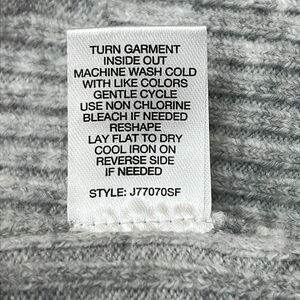 TURN GARMENT
INSIDE OUT
MACHINE WASH COLD
WITH LIKE COLORS
GENTLE CYCLE
USE NON CHLORINE
BLEACH IF NEEDED
RESHAPE
LAY FLAT TO DRY
COOL IRON ON
REVERSE SIDE
IF NEEDED
STYLE: J77070SF